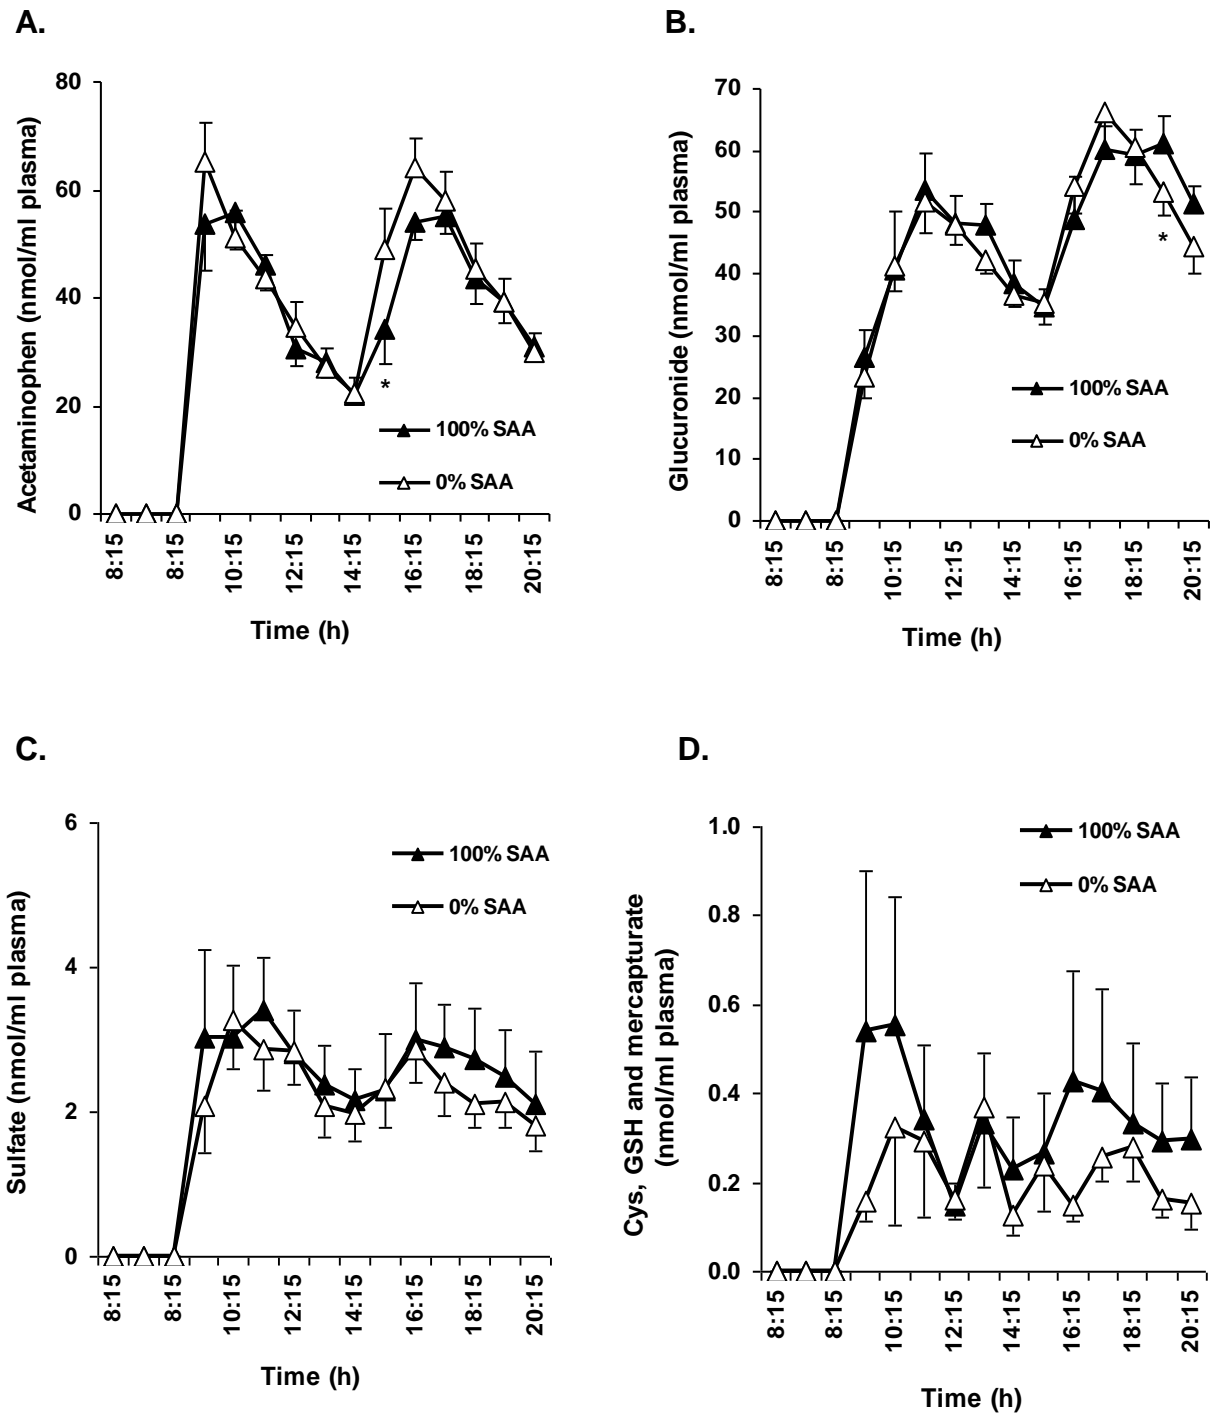 A.
80
60
40
20
0
Acetaminophen (nmol/ml plasma)
*
100% SAA
0% SAA
8:15
8:15
10:15
12:15
14:15
16:15
18:15
20:15
Time (h)
B.
70
60
50
40
30
20
10
0
Glucuronide (nmol/ml plasma)
*
100% SAA
0% SAA
8:15
8:15
10:15
12:15
14:15
16:15
18:15
20:15
Time (h)
C.
6
4
2
0
Sulfate (nmol/ml plasma)
100% SAA
0% SAA
8:15
8:15
10:15
12:15
14:15
16:15
18:15
20:15
Time (h)
D.
1.0
0.8
0.6
0.4
0.2
0.0
Cys, GSH and mercapturate
(nmol/ml plasma)
100% SAA
0% SAA
8:15
8:15
10:15
12:15
14:15
16:15
18:15
20:15
Time (h)